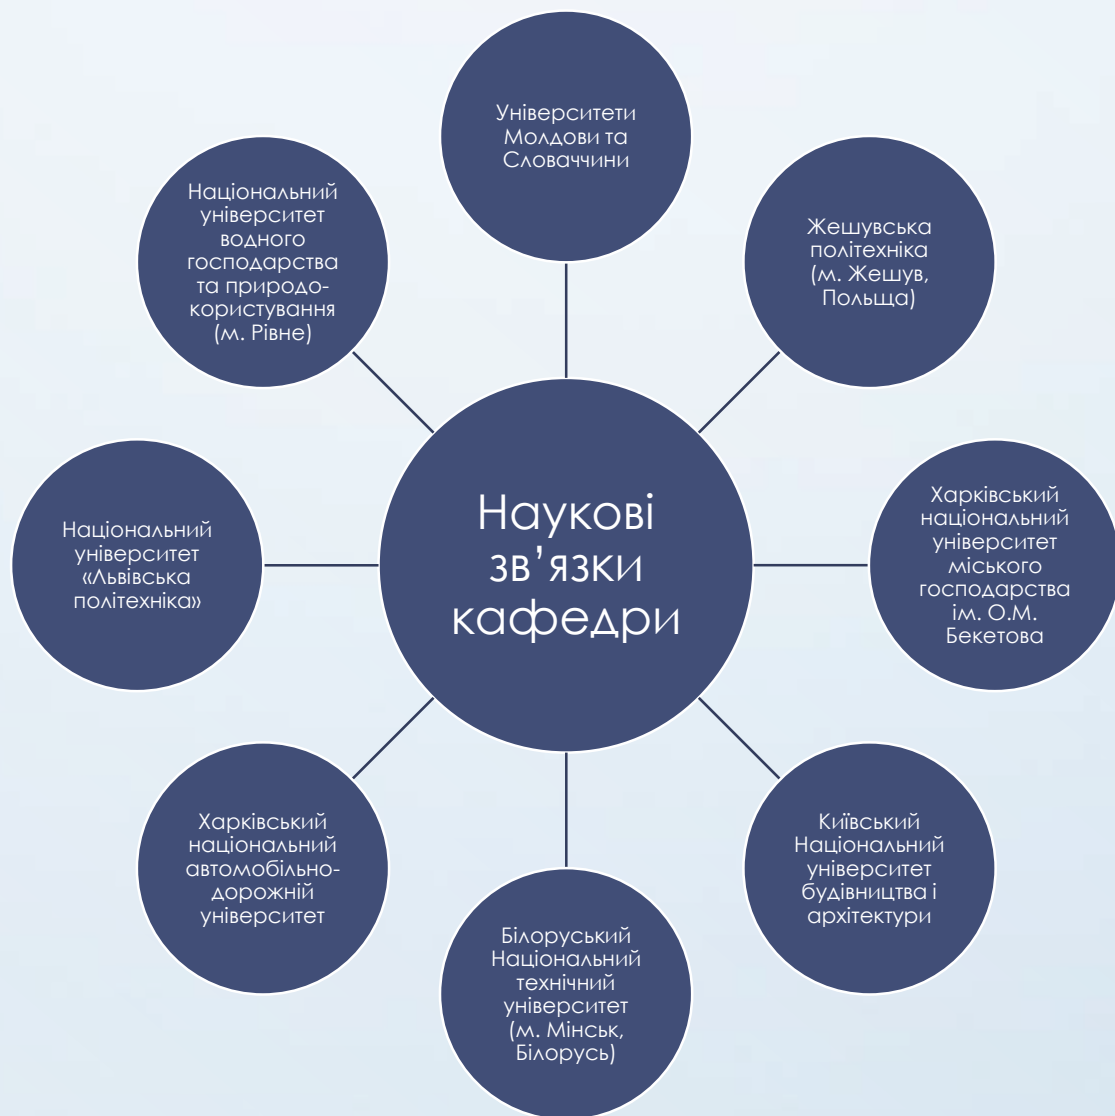 Університети
Молдови та
Словаччини
Жешувська
політехніка
(м. Жешув,
Польща)
Харківський
національний
університет
міського
господарства
ім. О.М.
Бекетова
Київський
Національний
університет
будівництва і
архітектури
Білоруський
Національний
технічний
університет
(м. Мінськ,
Білорусь)
Харківський
національний
автомобільно-
дорожній
університет
Національний
університет
«Львівська
політехніка»
Національний
університет
водного
господарства
та природо-
користування
(м. Рівне)
Наукові
зв’язки
кафедри